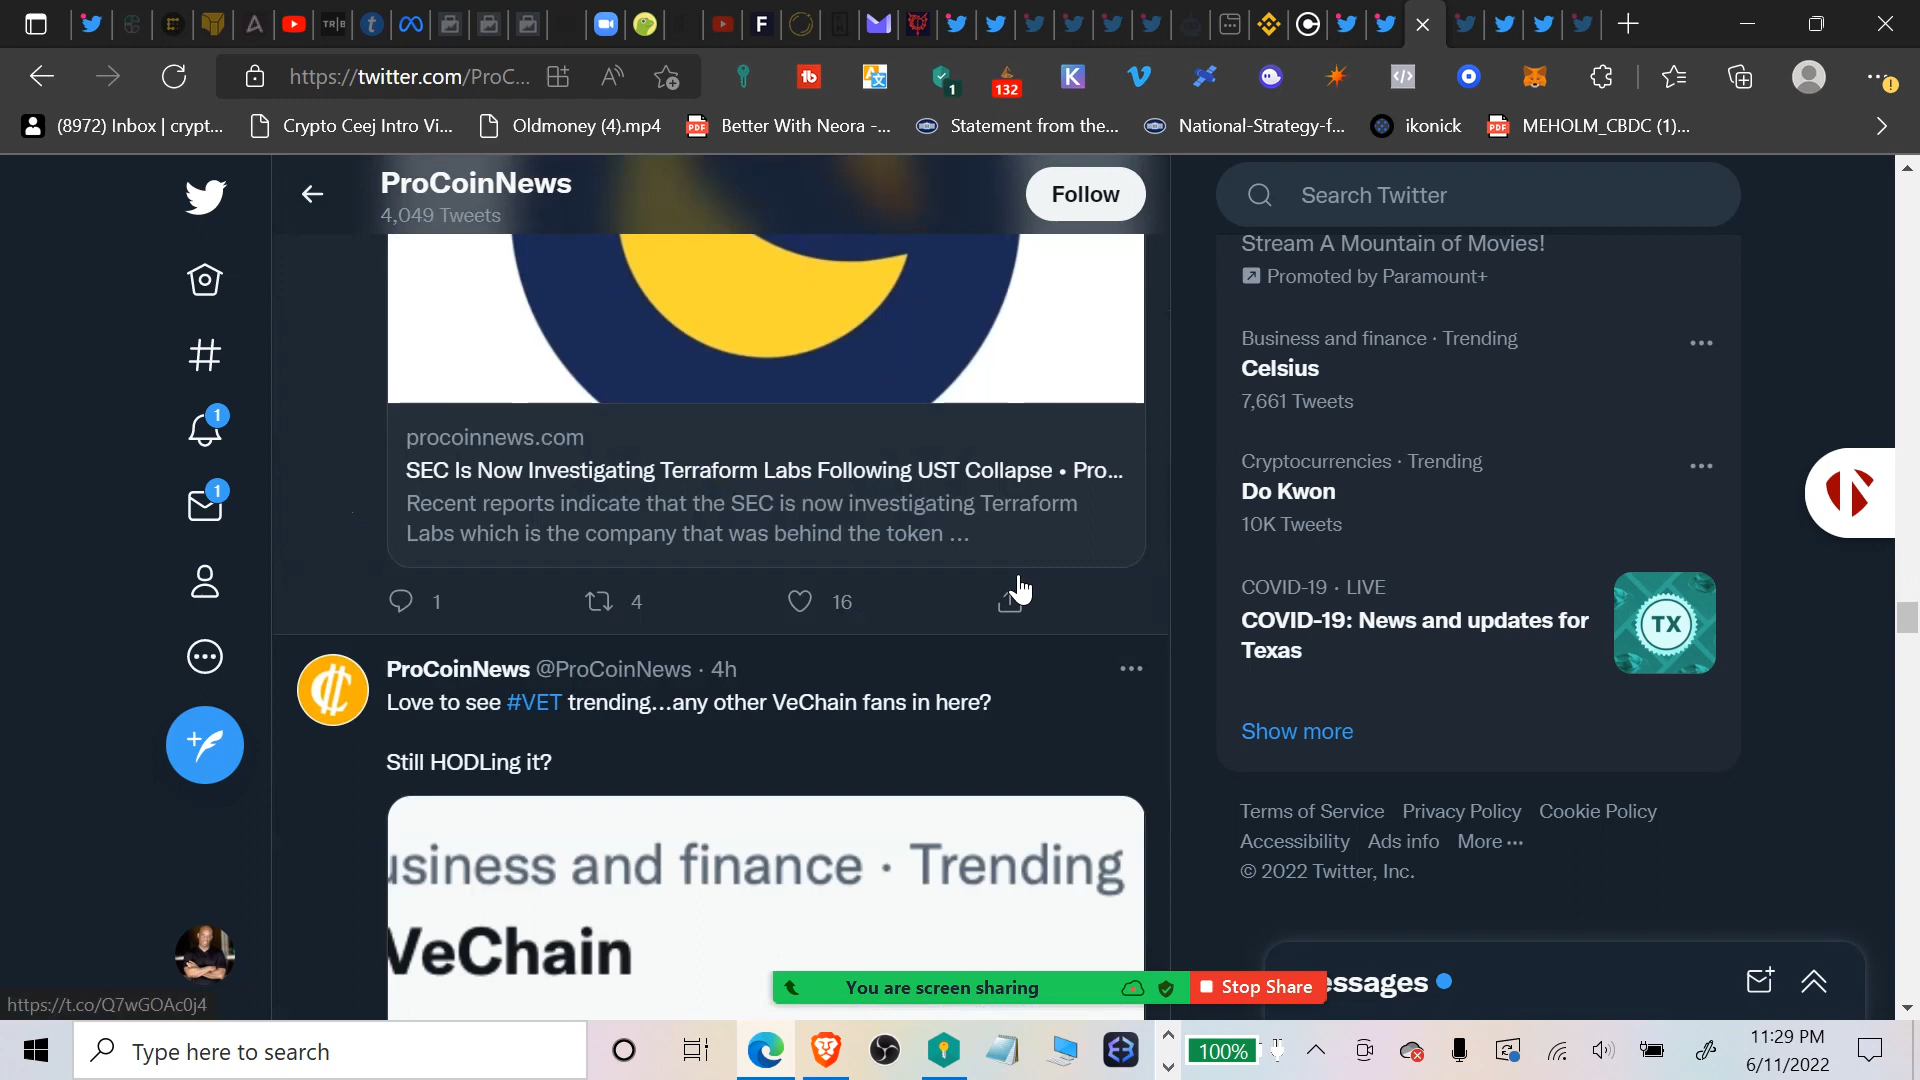 https://twitter.com/ProC...
1
132
(8972) Inbox | crypt...
Crypto Ceej Intro Vi...
Oldmoney (4).mp4
Better With Neora -...
Statement from the...
National-Strategy-f...
ikonick
MEHOLM_CBDC (1)...
ProCoinNews
4,049 Tweets
Follow
Search Twitter
procoinnews.com
SEC Is Now Investigating Terraform Labs Following UST Collapse • Pro...
Recent reports indicate that the SEC is now investigating Terraform
Labs which is the company that was behind the token ...
1
4
16
ProCoinNews @ProCoinNews · 4h
Love to see #VET trending...any other VeChain fans in here?
Still HODLing it?
usiness and finance · Trending
VeChain
1
1
Stream A Mountain of Movies!
Promoted by Paramount+
Business and finance · Trending
Celsius
7,661 Tweets
Cryptocurrencies · Trending
Do Kwon
10K Tweets
COVID-19 · LIVE
COVID-19: News and updates for
Texas
TX
Show more
Terms of Service Privacy Policy Cookie Policy
Accessibility Ads info More
© 2022 Twitter, Inc.
essages
You are screen sharing
Stop Share
https://t.co/Q7wGOAc0j4
Type here to search
100%
11:29 PM
6/11/2022